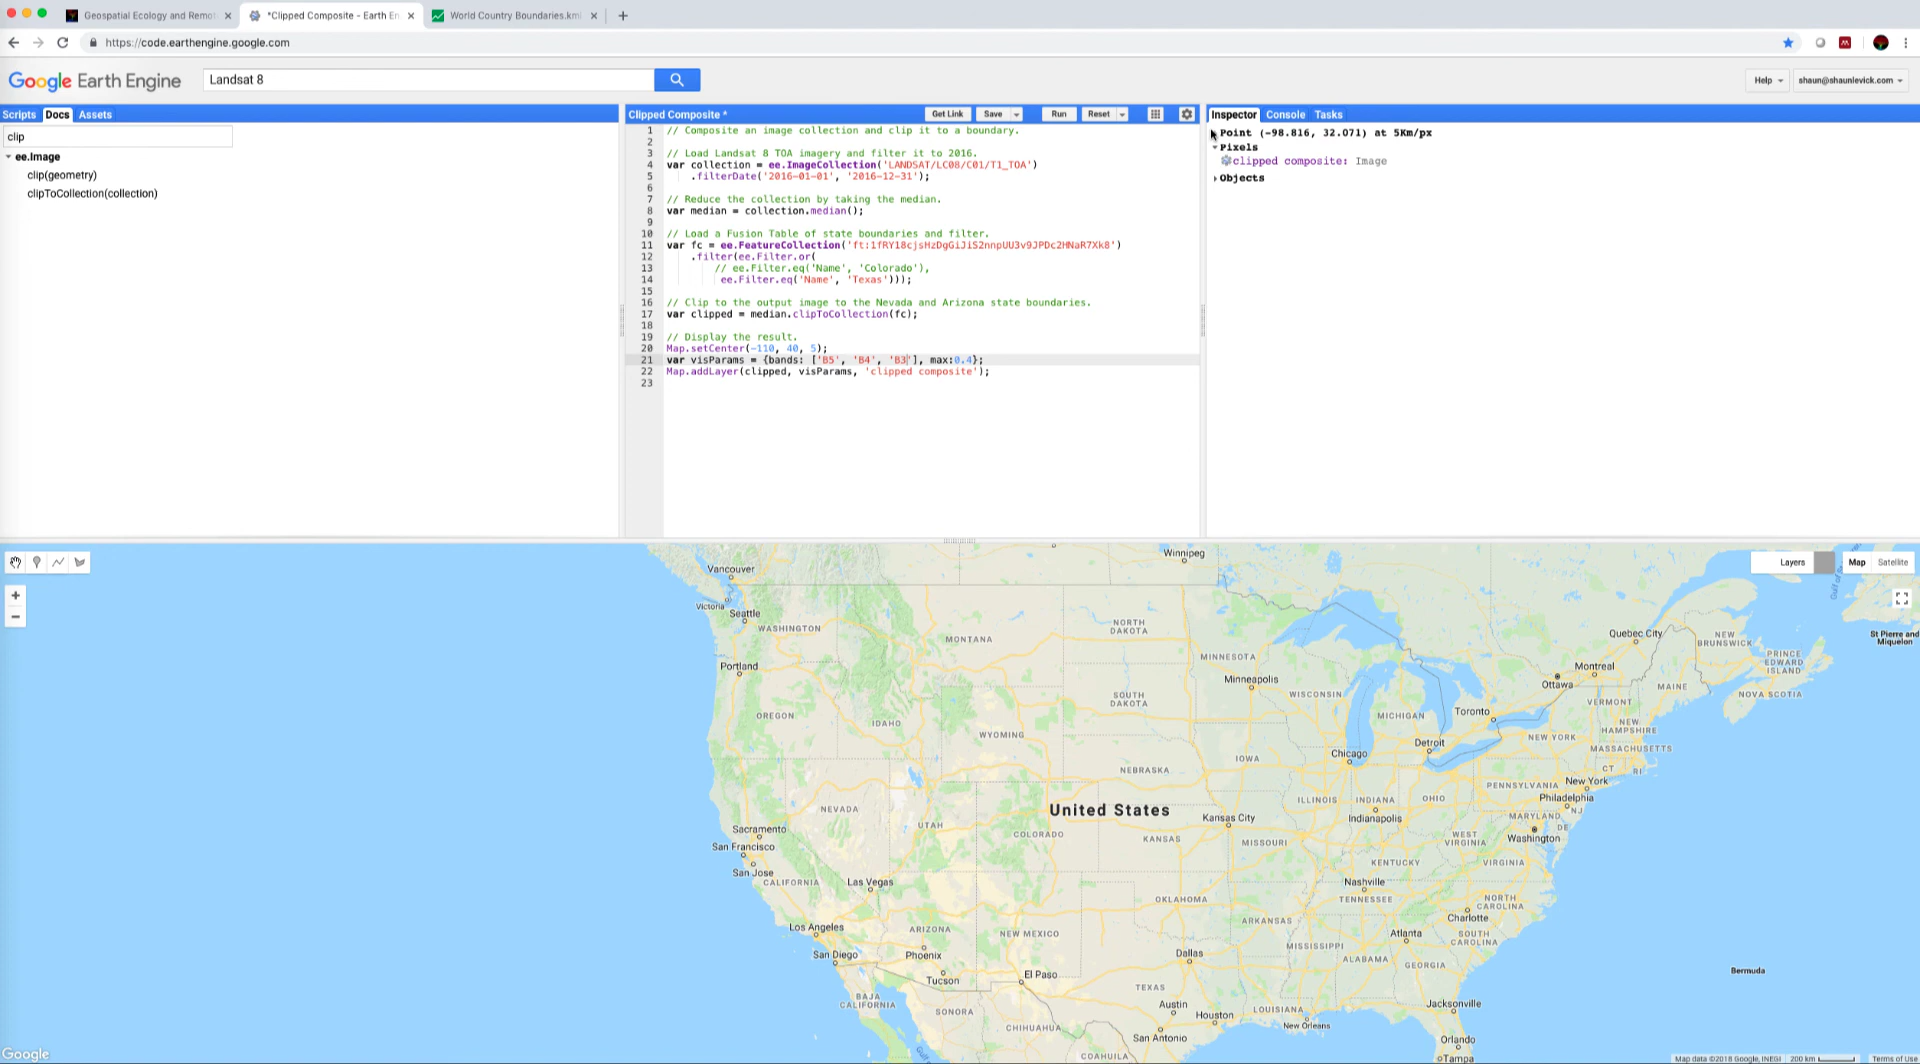 Geospatial Ecology and Remot
*Clipped Composite - Earth En
World Country Boundaries.kml
https://code.earthengine.google.com
Google Earth Engine
Landsat 8
Help
shaun@shaunlevick.com
Scripts Docs Assets
clip
ee.Image
clip(geometry)
clipToCollection(collection)
Clipped Composite *
Get Link Save Run Reset
1 // Composite an image collection and clip it to a boundary.
2
3 // Load Landsat 8 TOA imagery and filter it to 2016.
4 var collection = ee.ImageCollection('LANDSAT/LC08/C01/T1_TOA')
5 .filterDate('2016-01-01', '2016-12-31');
6
7 // Reduce the collection by taking the median.
8 var median = collection.median();
9
10 // Load a Fusion Table of state boundaries and filter.
11 var fc = ee.FeatureCollection('ft:1fRY18cjsHzDgGiJiS2nnpUU3v9JPDc2HNaR7Xk8')
12 .filter(ee.Filter.or(
13 // ee.Filter.eq('Name', 'Colorado'),
14 ee.Filter.eq('Name', 'Texas')));
15
16 // Clip to the output image to the Nevada and Arizona state boundaries.
17 var clipped = median.clipToCollection(fc);
18
19 // Display the result.
20 Map.setCenter(-110, 40, 5);
21 var visParams = {bands: ['B5', 'B4', 'B3'], max:0.4};
22 Map.addLayer(clipped, visParams, 'clipped composite');
23
Inspector Console Tasks
Point (-98.816, 32.071) at 5Km/px
Pixels
clipped composite: Image
Objects
Layers
Map Satellite
Winnipeg
Vancouver
Victoria
Seattle
WASHINGTON
MONTANA
NORTH
DAKOTA
Quebec City
NEW
BRUNSWICK
St Pierre and
Miquelon
PRINCE
EDWARD
ISLAND
Portland
MINNESOTA
Minneapolis
WISCONSIN
Montreal
Ottawa
MAINE
NOVA SCOTIA
OREGON
IDAHO
SOUTH
DAKOTA
MICHIGAN
Toronto
VERMONT
NEW
HAMPSHIRE
WYOMING
Chicago
Detroit
NEW YORK
MASSACHUSETTS
CT RI
IOWA
NEBRASKA
PENNSYLVANIA
New York
Philadelphia
NJ
NEVADA
UTAH
COLORADO
United States
Kansas City
ILLINOIS
INDIANA
Indianapolis
OHIO
MARYLAND
DE
WEST
VIRGINIA
Washington
Sacramento
San Francisco
KANSAS
MISSOURI
KENTUCKY
VIRGINIA
San Jose
CALIFORNIA
Las Vegas
Nashville
TENNESSEE
OKLAHOMA
ARKANSAS
NORTH
CAROLINA
Charlotte
Los Angeles
ARIZONA
NEW MEXICO
Atlanta
SOUTH
CAROLINA
San Diego
Phoenix
Dallas
MISSISSIPPI
ALABAMA
GEORGIA
Tucson
El Paso
Bermuda
BAJA
CALIFORNIA
TEXAS
SONORA
Austin
Houston
LOUISIANA
New Orleans
Jacksonville
CHIHUAHUA
San Antonio
Orlando
COAHUILA
Tampa
Google
Map data ©2018 Google, INEGI 200 km Terms of Use